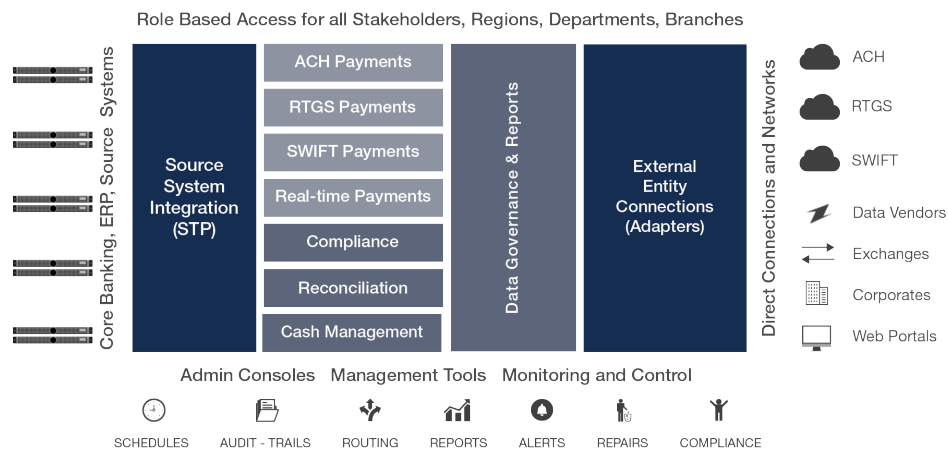 Role Based Access for all Stakeholders, Regions, Departments, Branches
Core Banking, ERP, Source Systems
Source
System
Integration
(STP)
ACH Payments
RTGS Payments
SWIFT Payments
Real-time Payments
Compliance
Reconciliation
Cash Management
Data Governance & Reports
External
Entity
Connections
(Adapters)
Direct Connections and Networks
ACH
RTGS
SWIFT
Data Vendors
Exchanges
Corporates
Web Portals
Admin Consoles Management Tools Monitoring and Control
SCHEDULES AUDIT - TRAILS ROUTING REPORTS ALERTS REPAIRS COMPLIANCE